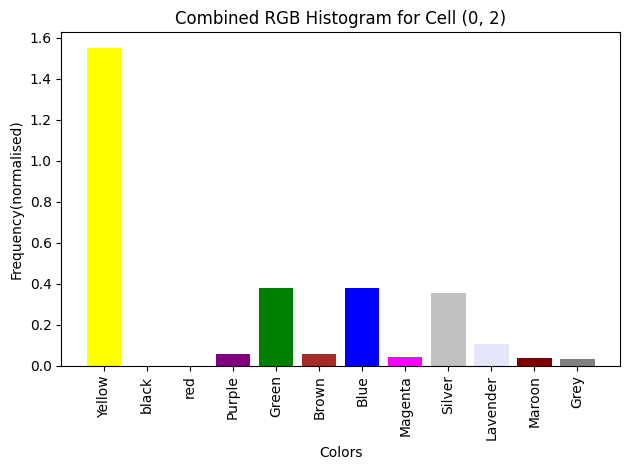 Combined RGB Histogram for Cell (0, 2)
Frequency(normalised)
1.6
1.4
1.2
1.0
0.8
0.6
0.4
0.2
0.0
Yellow
black
red
Purple
Green
Brown
Blue
Magenta
Silver
Lavender
Maroon
Grey
Colors